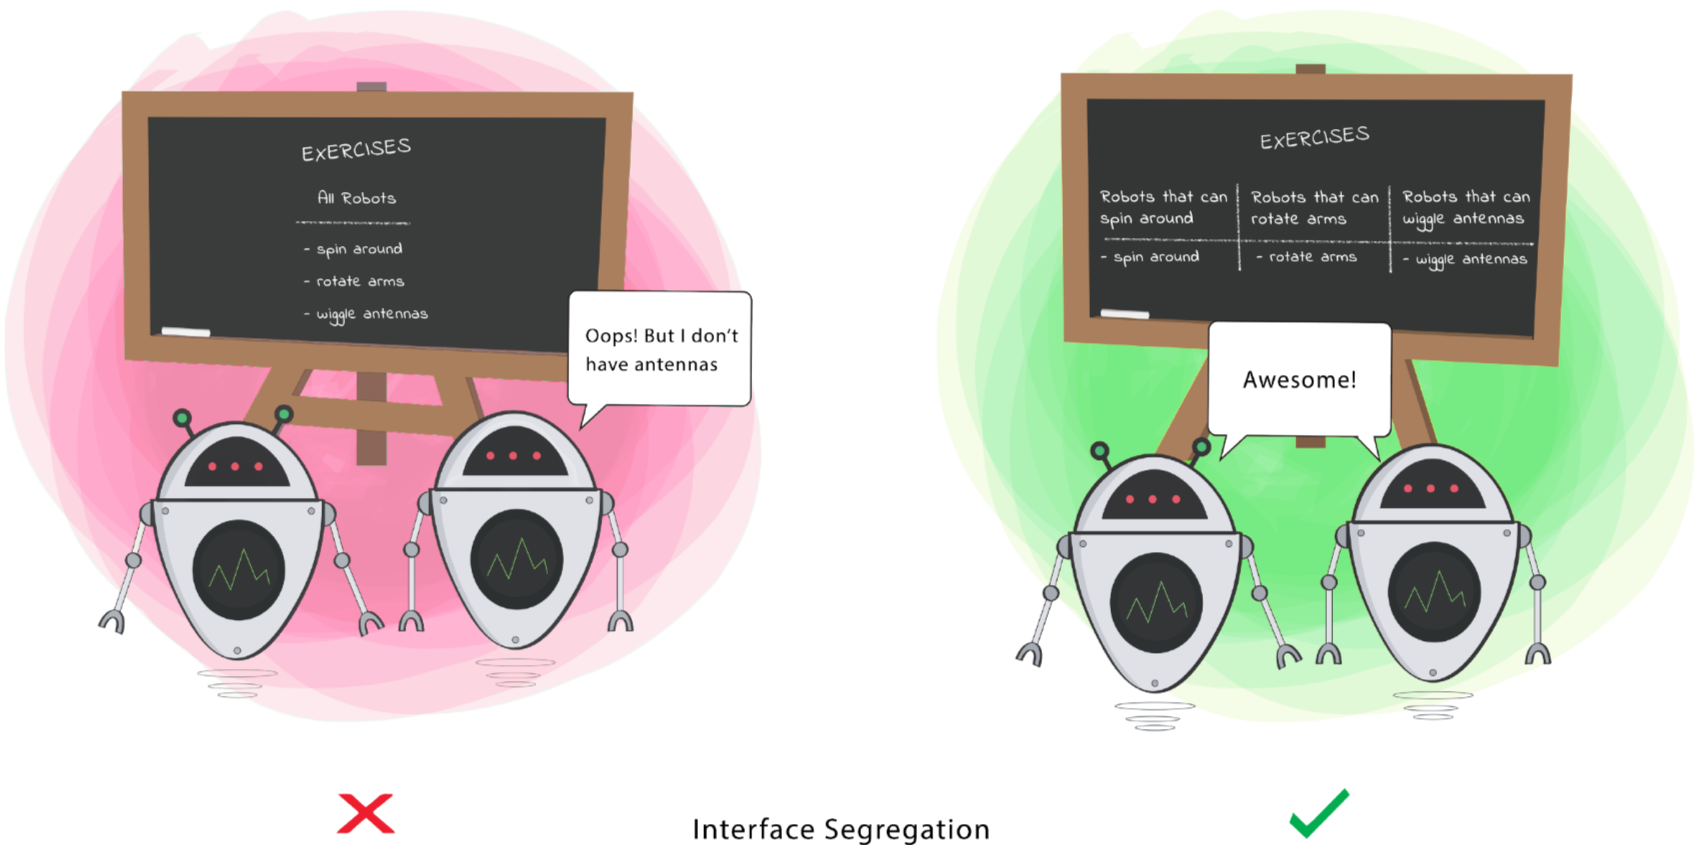 EXERCISES
All Robots
- spin around
- rotate arms
- wiggle antennas
Oops! But I don't
have antennas
EXERCISES
Robots that can
spin around
- spin around
Robots that can
rotate arms
- rotate arms
Robots that can
wiggle antennas
- wiggle antennas
Awesome!
Interface Segregation